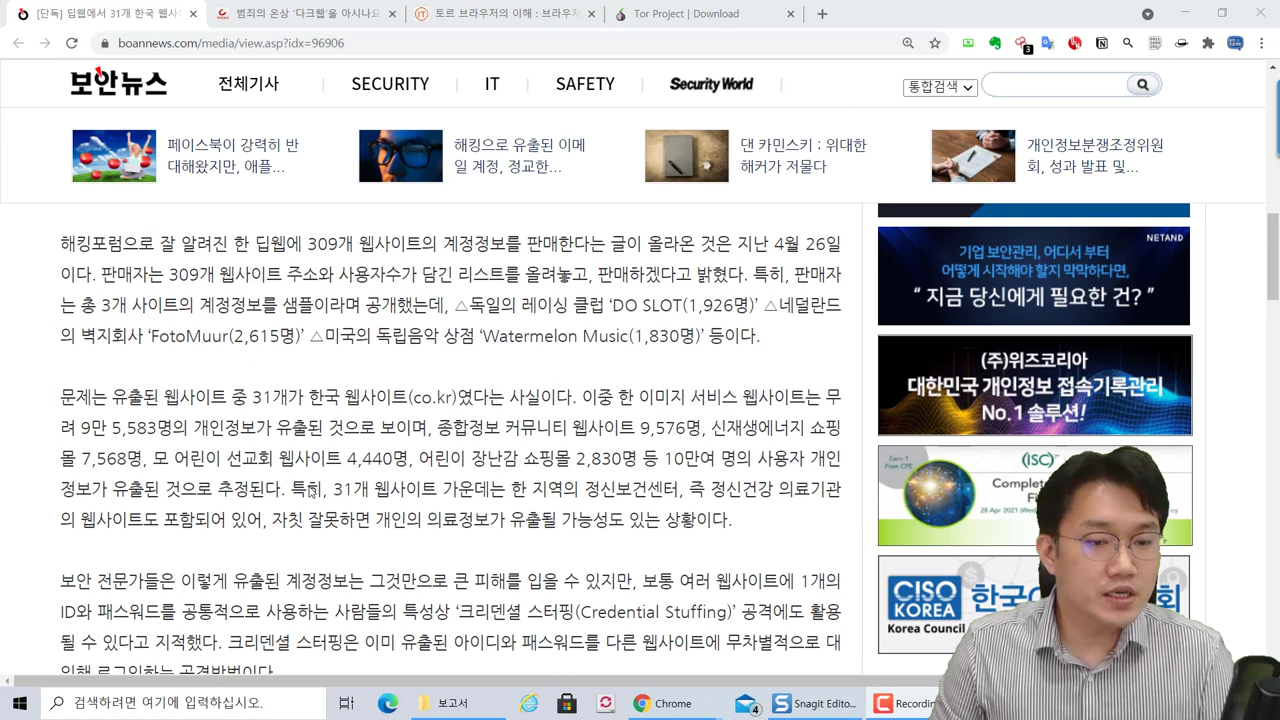 [단독] 딥웹에서 31개 한국 웹사
범죄의 온상 '다크웹'을 아시나요
토르 브라우저의 이해 : 브라우저
Tor Project | Download
boannews.com/media/view.asp?idx=96906
3
보안뉴스
전체기사
SECURITY
IT
SAFETY
Security World
통합검색
페이스북이 강력히 반
대해왔지만, 애플...
해킹으로 유출된 이메
일 계정, 정교한...
댄 카민스키 : 위대한
해커가 저물다
개인정보분쟁조정위원
회, 성과 발표 및...
해킹포럼으로 잘 알려진 한 딥웹에 309개 웹사이트의 계정정보를 판매한다는 글이 올라온 것은 지난 4월 26일
이다. 판매자는 309개 웹사이트 주소와 사용자수가 담긴 리스트를 올려놓고, 판매하겠다고 밝혔다. 특히, 판매자
는 총 3개 사이트의 계정정보를 샘플이라며 공개했는데, △독일의 레이싱 클럽 ‘DO SLOT(1,926명)’ △네덜란드
의 벽지회사 ‘FotoMuur(2,615명)’ △미국의 독립음악 상점 ‘Watermelon Music(1,830명)’ 등이다.
문제는 유출된 웹사이트 중 31개가 한국 웹사이트(co.kr)였다는 사실이다. 이중 한 이미지 서비스 웹사이트는 무
려 9만 5,583명의 개인정보가 유출된 것으로 보이며, 종합정보 커뮤니티 웹사이트 9,576명, 신재생에너지 쇼핑
몰 7,568명, 모 어린이 선교회 웹사이트 4,440명, 어린이 장난감 쇼핑몰 2,830명 등 10만여 명의 사용자 개인
정보가 유출된 것으로 추정된다. 특히, 31개 웹사이트 가운데는 한 지역의 정신보건센터, 즉 정신건강 의료기관
의 웹사이트도 포함되어 있어, 자칫 잘못하면 개인의 의료정보가 유출될 가능성도 있는 상황이다.
보안 전문가들은 이렇게 유출된 계정정보는 그것만으로 큰 피해를 입을 수 있지만, 보통 여러 웹사이트에 1개의
ID와 패스워드를 공통적으로 사용하는 사람들의 특성상 ‘크리덴셜 스터핑(Credential Stuffing)’ 공격에도 활용
될 수 있다고 지적했다. 크리덴셜 스터핑은 이미 유출된 아이디와 패스워드를 다른 웹사이트에 무차별적으로 대
입해 로그인하는 공격방법이다.
NETAND
기업 보안관리, 어디서 부터
어떻게 시작해야 할지 막막하다면,
“ 지금 당신에게 필요한 건? ”
(주)위즈코리아
대한민국 개인정보 접속기록관리
No.1 솔루션!
Earn 1
Free CPE
(ISC)
Complet
Fi
28 Apr 2021 (Wed
CISO
KOREA
Korea Council
한국
회
검색하려면 여기에 입력하십시오.
보고서
Chrome
4
Snagit Edito...
Recording